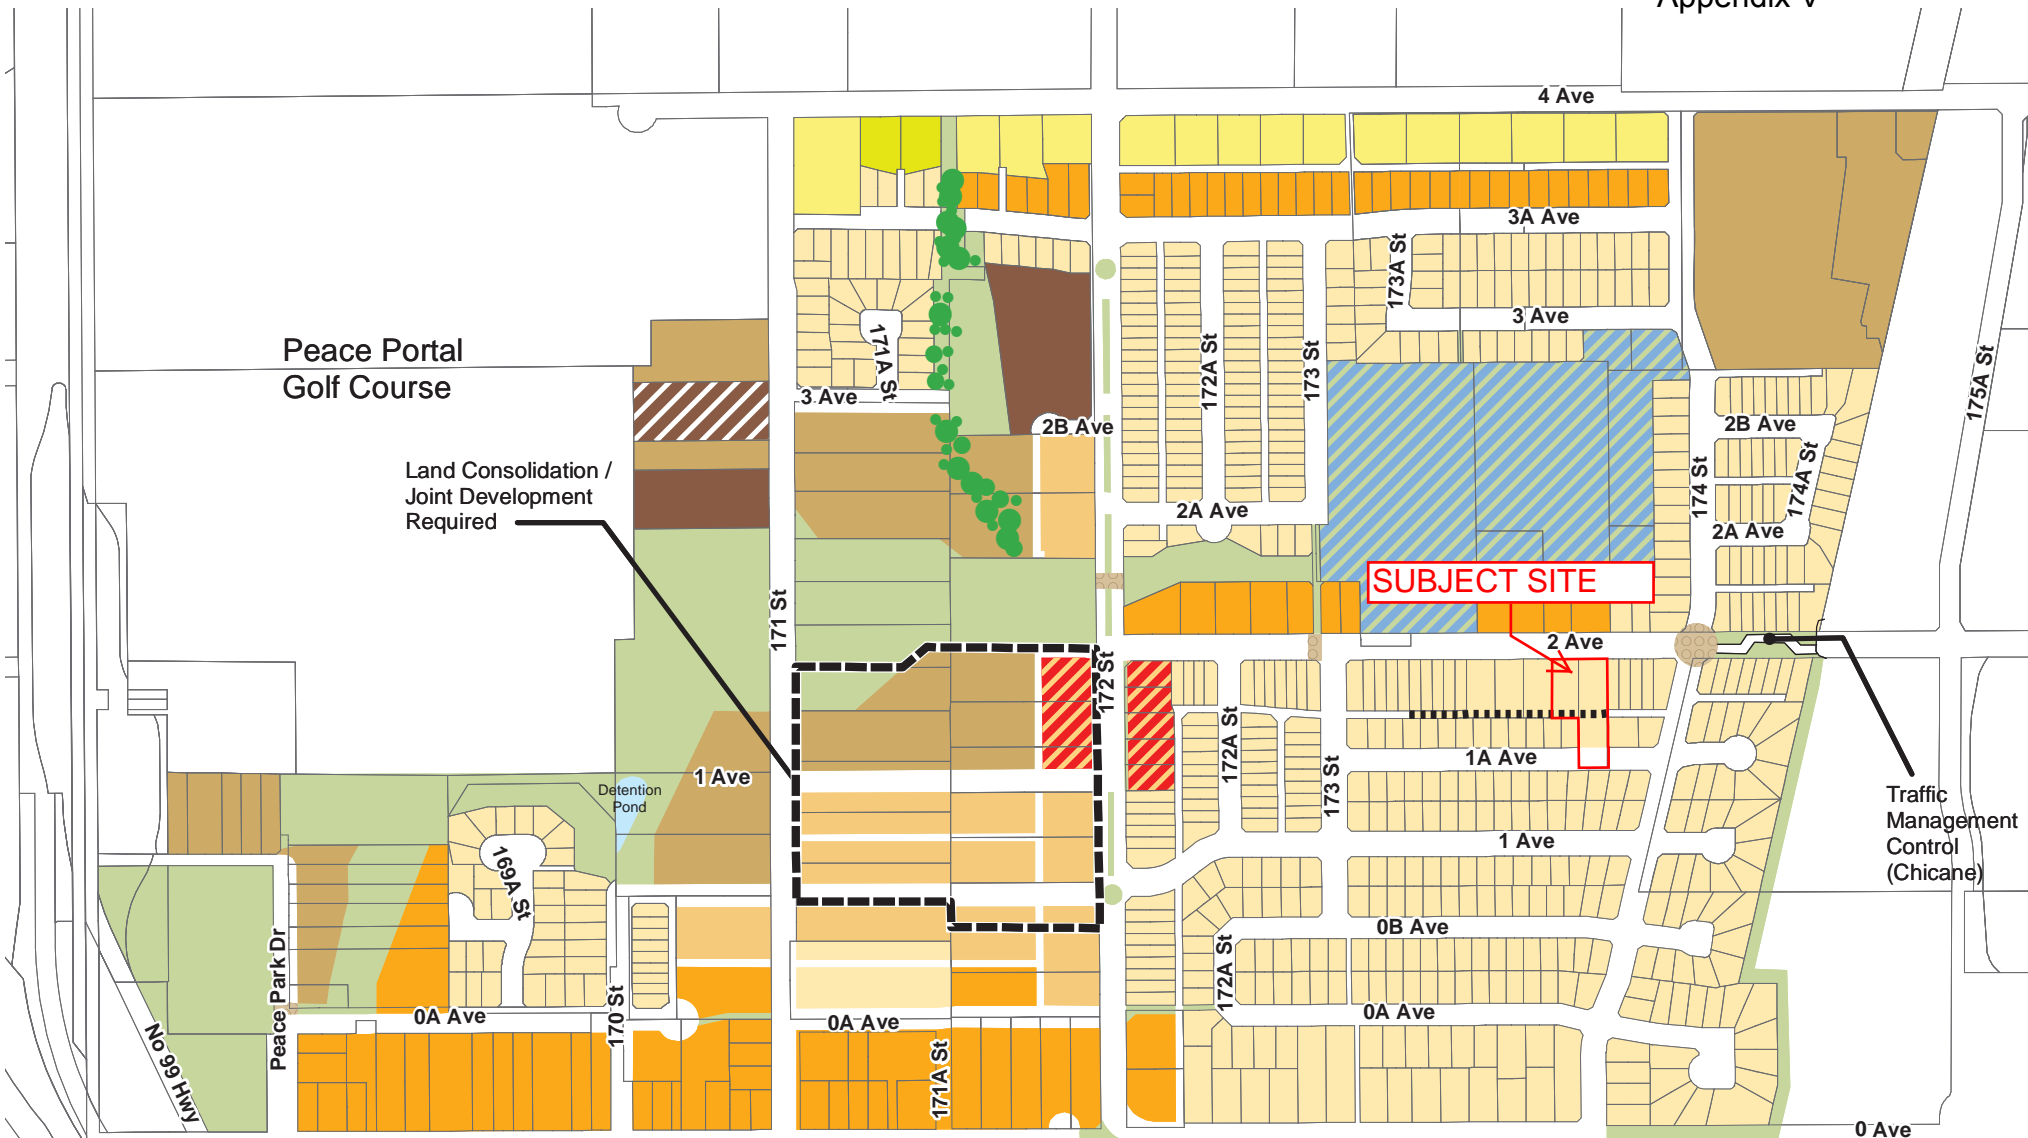 Appendix V
4 Ave
3A Ave
173A St
3 Ave
Peace Portal
Golf Course
171A St
172A St
173 St
175A St
3 Ave
2B Ave
2B Ave
Land Consolidation /
Joint Development
Required
174 St
174A St
2A Ave
2A Ave
SUBJECT SITE
171 St
2 Ave
172 St
172A St
1A Ave
1 Ave
Detention
Pond
173 St
Traffic
Management
Control
(Chicane)
1 Ave
169A St
0B Ave
Peace Park Dr
172A St
170 St
0A Ave
0A Ave
0A Ave
No 99 Hwy
171A St
0 Ave